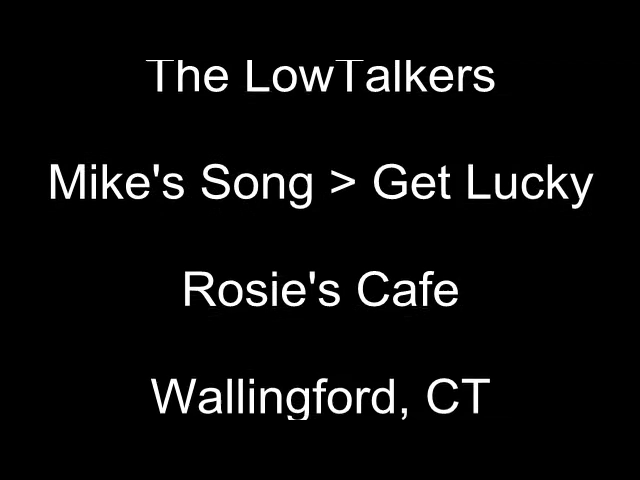 The LowTalkers
Mike's Song > Get Lucky
Rosie's Cafe
Wallingford, CT